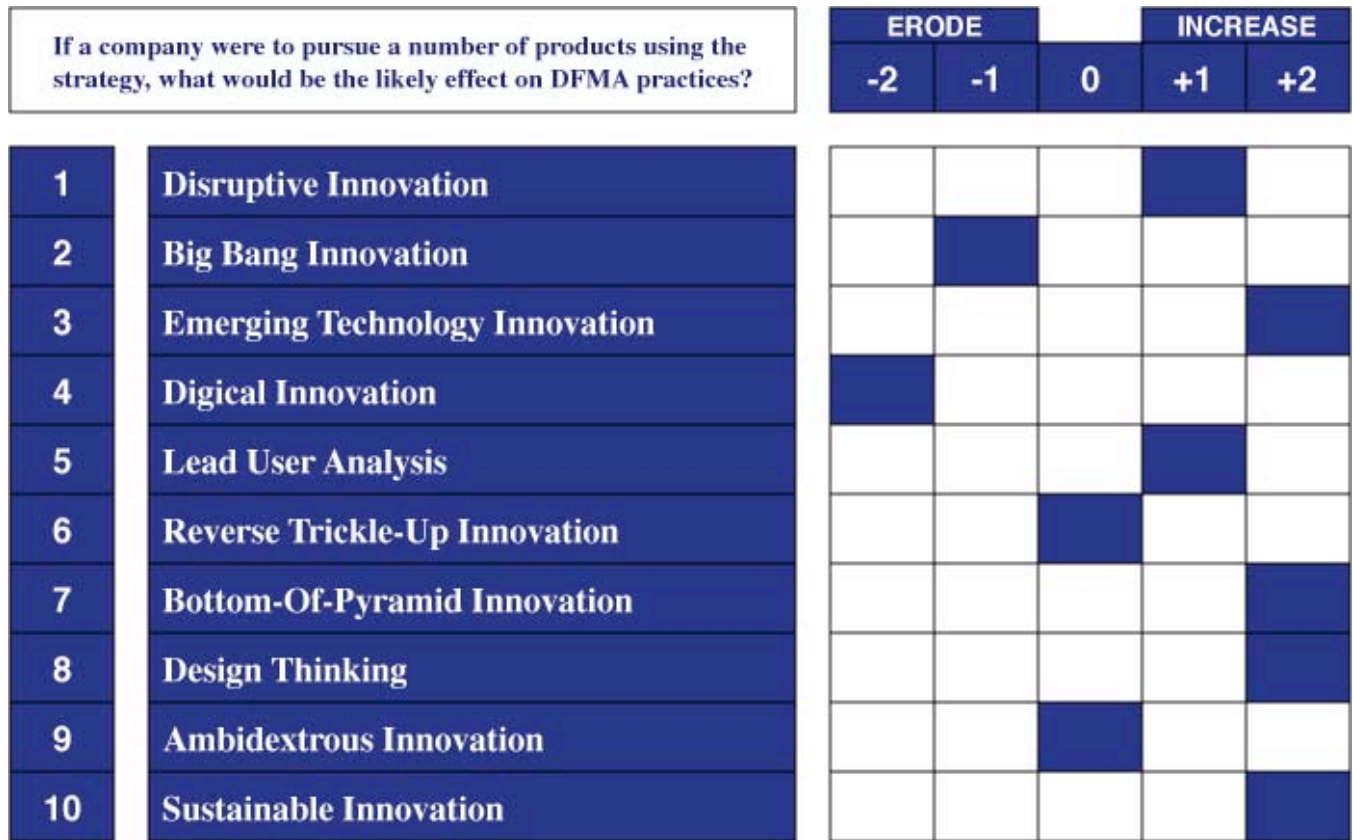 If a company were to pursue a number of products using the
strategy, what would be the likely effect on DFMA practices?
ERODE INCREASE
-2 -1 0 +1 +2
1 Disruptive Innovation
2 Big Bang Innovation
3 Emerging Technology Innovation
4 Digical Innovation
5 Lead User Analysis
6 Reverse Trickle-Up Innovation
7 Bottom-Of-Pyramid Innovation
8 Design Thinking
9 Ambidextrous Innovation
10 Sustainable Innovation